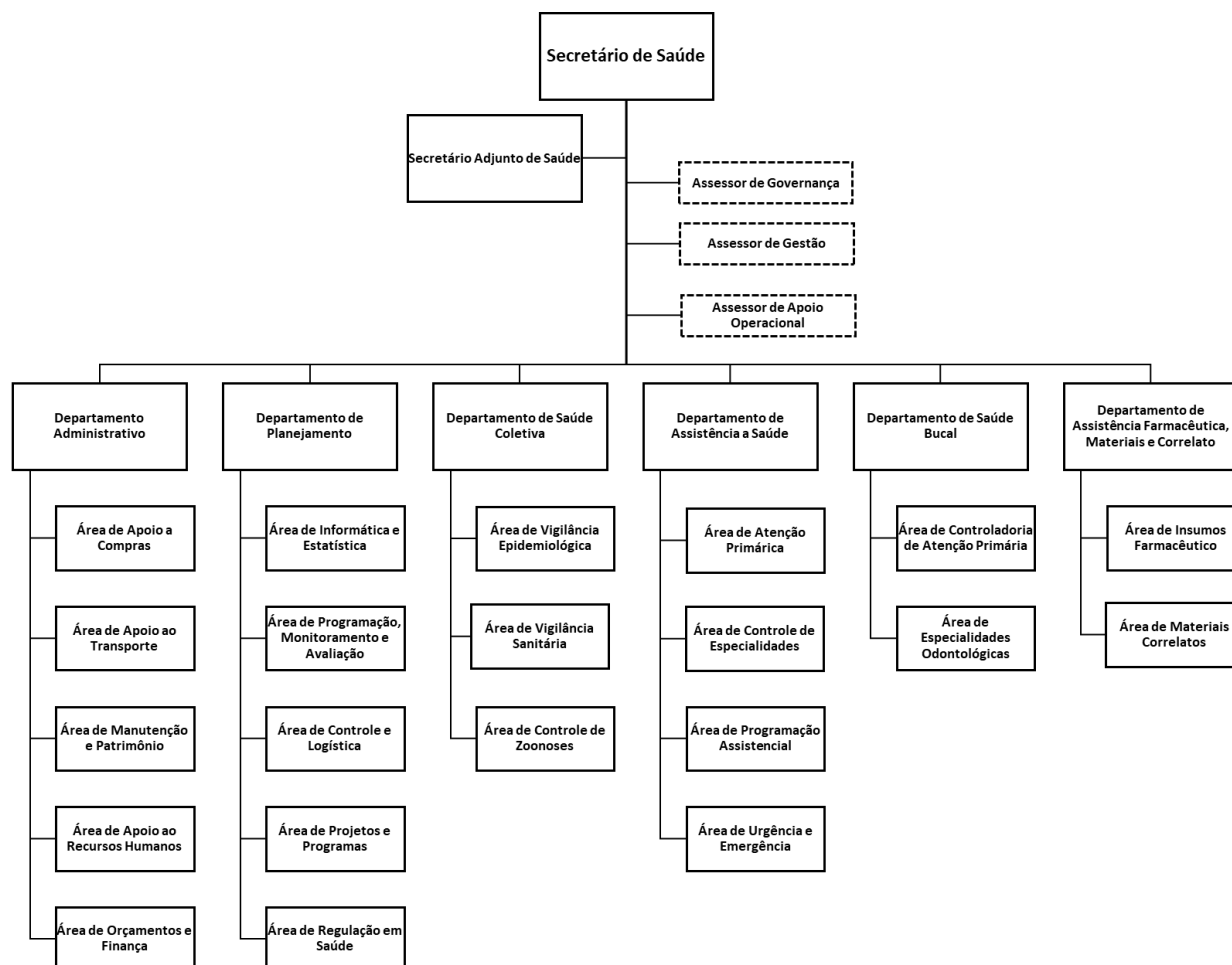 Secretário de Saúde
Secretário Adjunto de Saúde
Assessor de Governança
Assessor de Gestão
Assessor de Apoio
Operacional
Departamento
Administrativo
Departamento de
Planejamento
Departamento de Saúde
Coletiva
Departamento de
Assistência a Saúde
Departamento de Saúde
Bucal
Departamento de
Assistência Farmacêutica,
Materiais e Correlato
Área de Apoio a
Compras
Área de Informática e
Estatística
Área de Vigilância
Epidemiológica
Área de Atenção
Primárica
Área de Controladoria
de Atenção Primária
Área de Insumos
Farmacêutico
Área de Apoio ao
Transporte
Área de Programação,
Monitoramento e
Avaliação
Área de Vigilância
Sanitária
Área de Controle de
Especialidades
Área de
Especialidades
Odontológicas
Área de Materiais
Correlatos
Área de Manutenção
e Patrimônio
Área de Controle e
Logística
Área de Controle de
Zoonoses
Área de Programação
Assistencial
Área de Apoio ao
Recursos Humanos
Área de Projetos e
Programas
Área de Urgência e
Emergência
Área de Orçamentos e
Finança
Área de Regulação em
Saúde